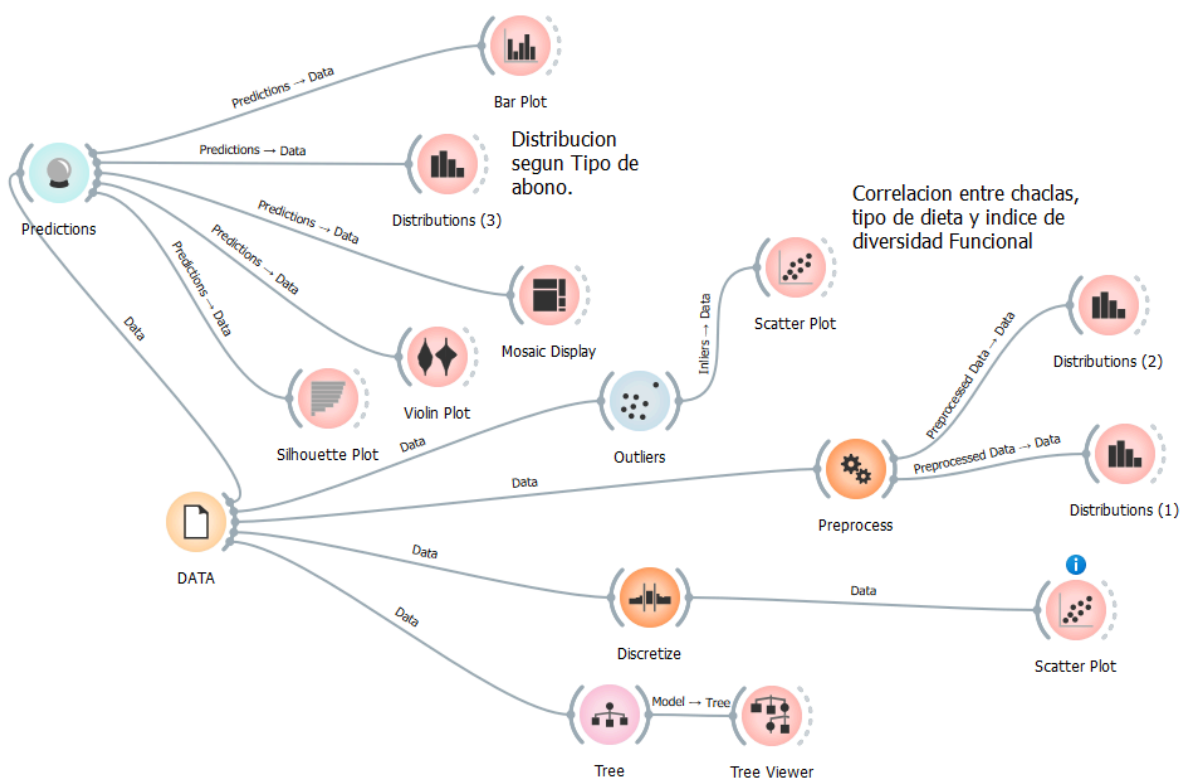 Predictions → Data
Bar Plot
Predictions → Data
Distributions (3)
Distribucion
segun Tipo de
abono.
Predictions
Predictions → Data
Mosaic Display
Predictions → Data
Violin Plot
Predictions → Data
Silhouette Plot
Data
Correlacion entre chaclas,
tipo de dieta y indice de
diversidad Funcional
Scatter Plot
Inliers → Data
Outliers
Data
Preprocessed Data → Data
Distributions (2)
Preprocessed Data → Data
Distributions (1)
Data
Preprocess
DATA
Data
Discretize
Data
i
Scatter Plot
Data
Tree
Model → Tree
Tree Viewer